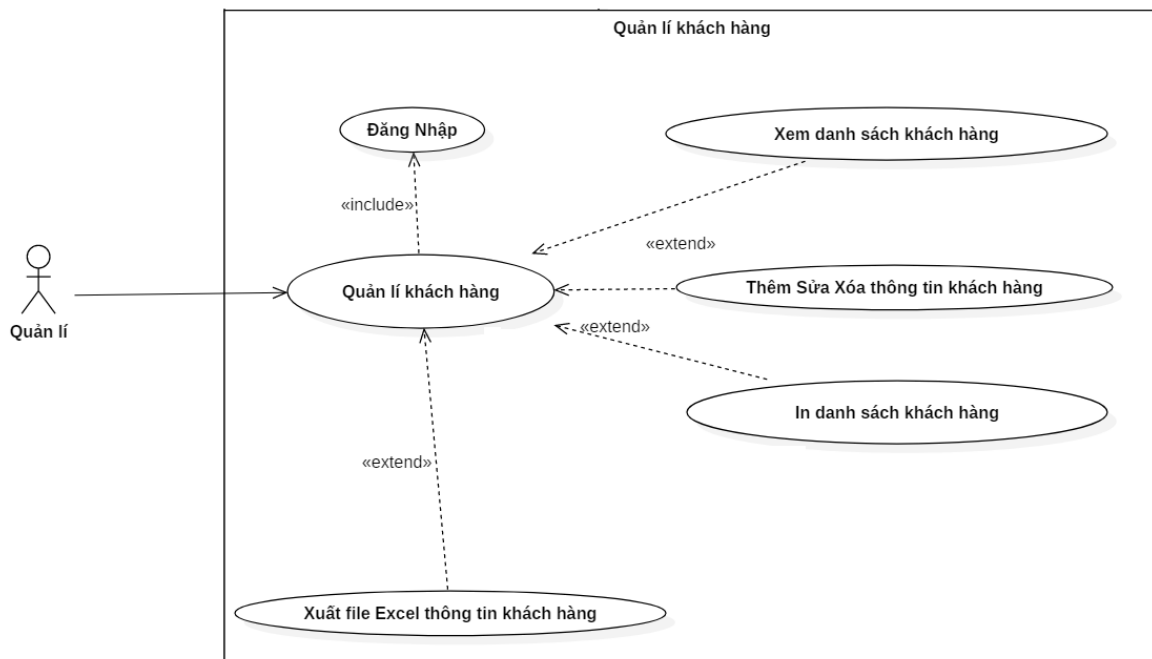 Quản lí khách hàng
Đăng Nhập
Xem danh sách khách hàng
«include»
«extend»
Quản lí khách hàng
Thêm Sửa Xóa thông tin khách hàng
Quản lí
«extend»
In danh sách khách hàng
«extend»
Xuất file Excel thông tin khách hàng